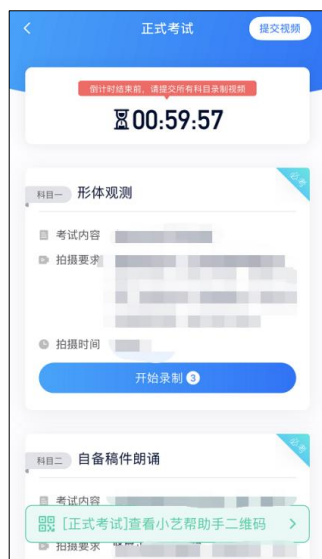 正式考试
提交视频
倒计时结束前，请提交所有科目录制视频
00:59:57
必考
科目一 形体观测
考试内容
拍摄要求
拍摄时间
开始录制 3
必考
科目二 自备稿件朗诵
考试内容
[正式考试]查看小艺帮助手二维码
拍摄要求